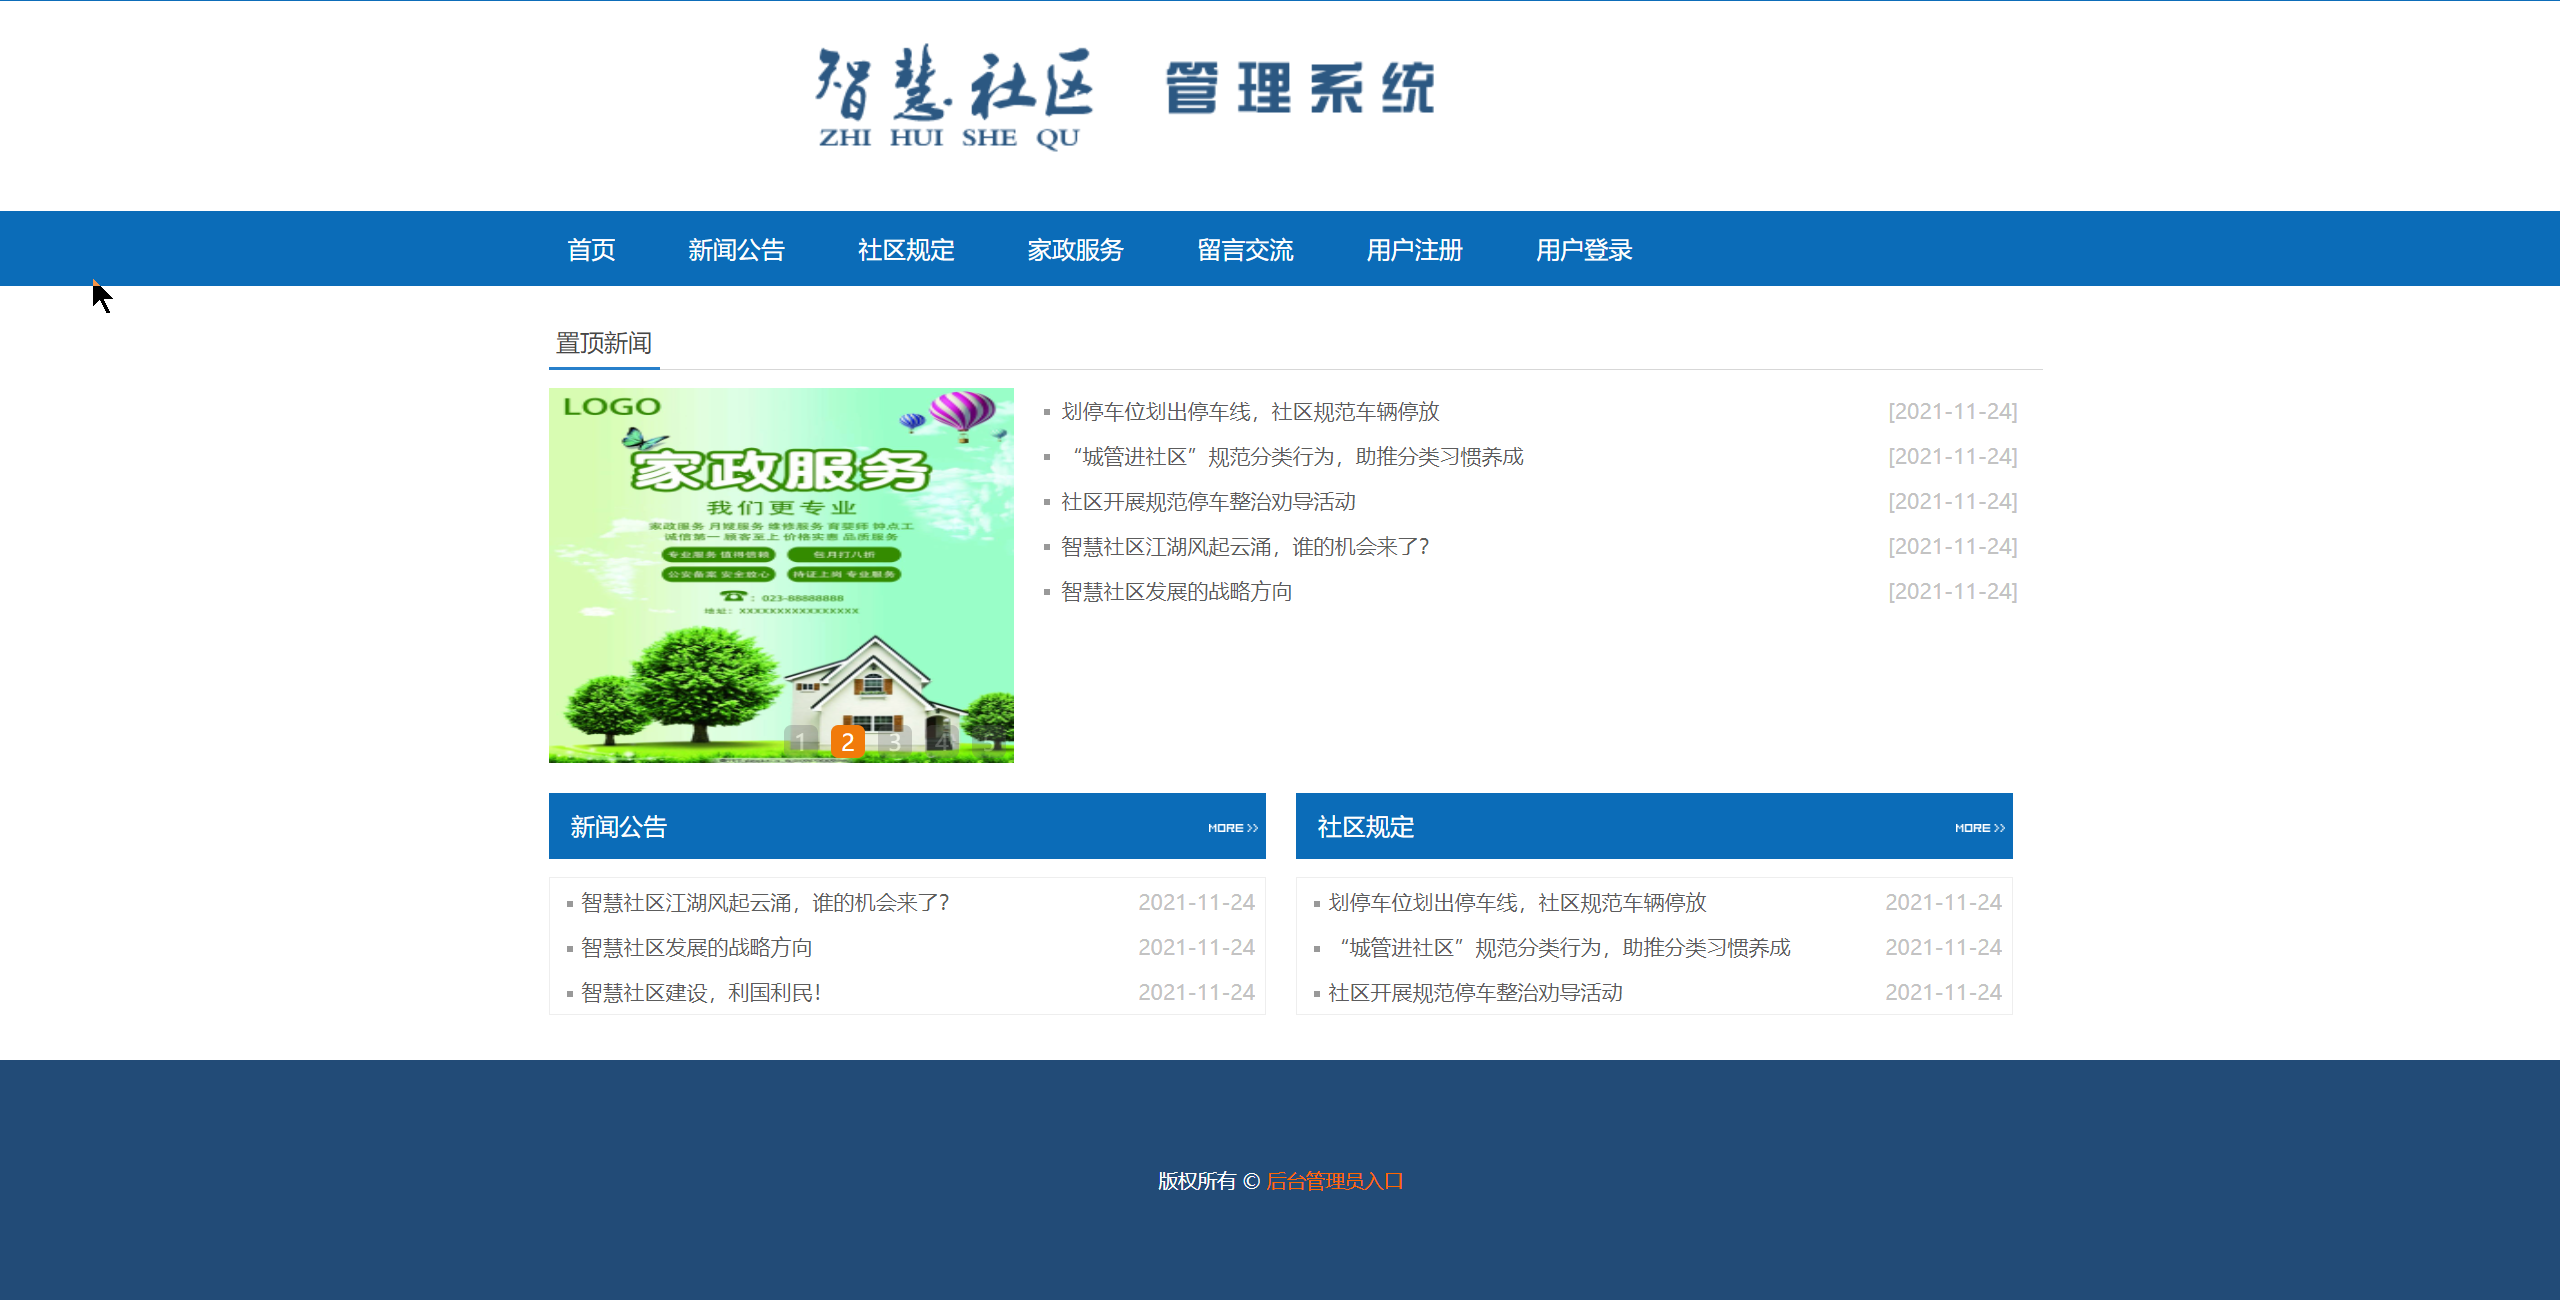 智慧社区 管理系统
ZHI HUI SHE QU
首页 新闻公告 社区规定 家政服务 留言交流 用户注册 用户登录
置顶新闻
LOGO
家政服务
我们更专业
家政服务 月嫂服务 维修服务 育婴师 钟点工
诚信第一 顾客至上 价格实惠 品质服务
专业服务 值得信赖 包月打八折
公安备案 安全放心 持证上岗 专业服务
☎：023-88888888
地址：XXXXXXXXXXXXXXXX
1 2 3 4 5
划停车位划出停车线，社区规范车辆停放 [2021-11-24]
“城管进社区”规范分类行为，助推分类习惯养成 [2021-11-24]
社区开展规范停车整治劝导活动 [2021-11-24]
智慧社区江湖风起云涌，谁的机会来了？ [2021-11-24]
智慧社区发展的战略方向 [2021-11-24]
新闻公告 MORE >>
智慧社区江湖风起云涌，谁的机会来了？ 2021-11-24
智慧社区发展的战略方向 2021-11-24
智慧社区建设，利国利民！ 2021-11-24
社区规定 MORE >>
划停车位划出停车线，社区规范车辆停放 2021-11-24
“城管进社区”规范分类行为，助推分类习惯养成 2021-11-24
社区开展规范停车整治劝导活动 2021-11-24
版权所有 © 后台管理员入口